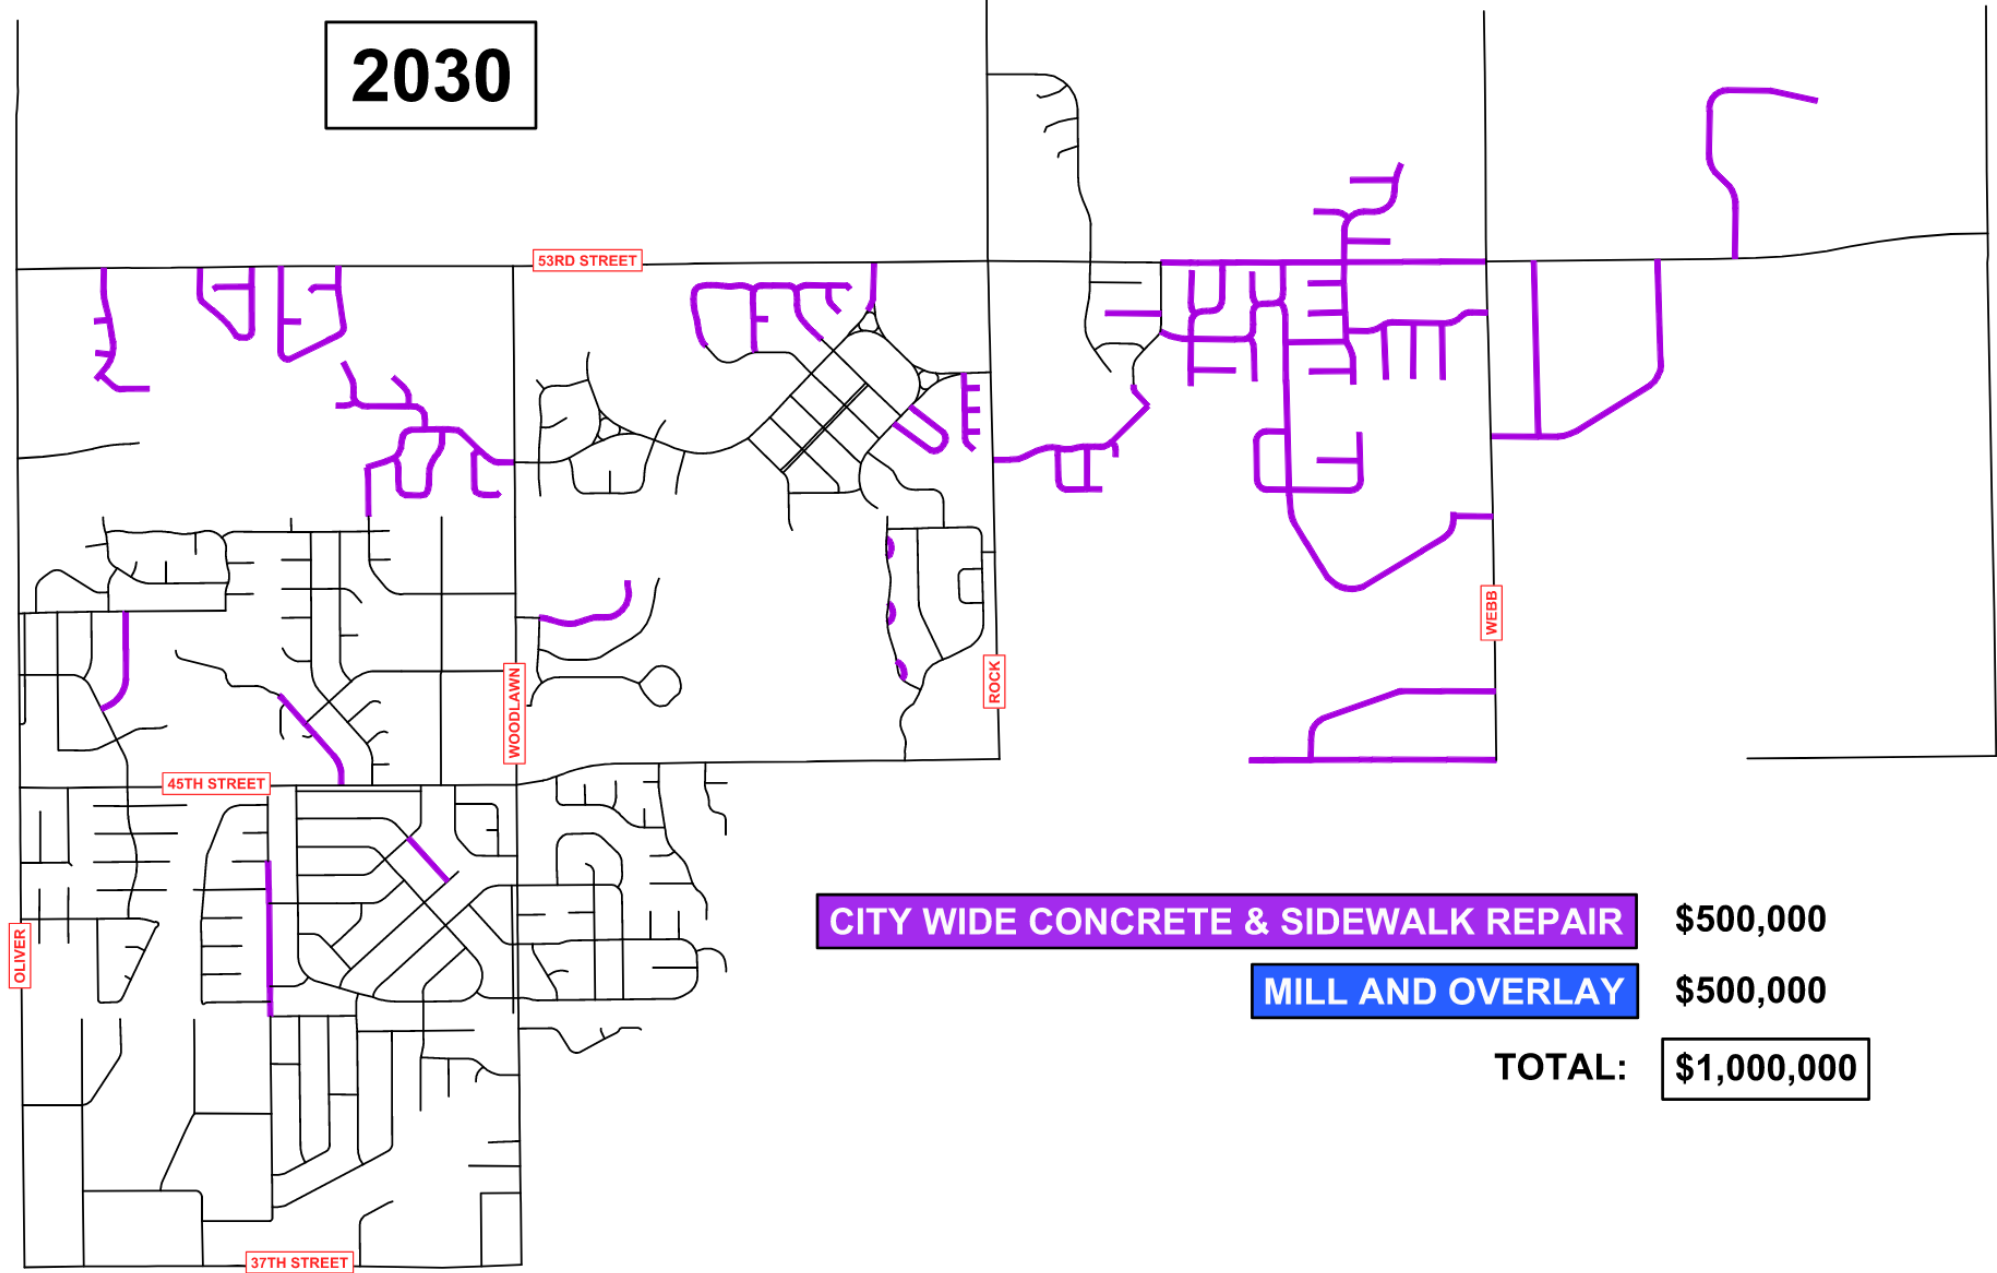 2030
53RD STREET
WEBB
WOODLAWN
ROCK
45TH STREET
OLIVER
CITY WIDE CONCRETE & SIDEWALK REPAIR $500,000
MILL AND OVERLAY $500,000
TOTAL: $1,000,000
37TH STREET